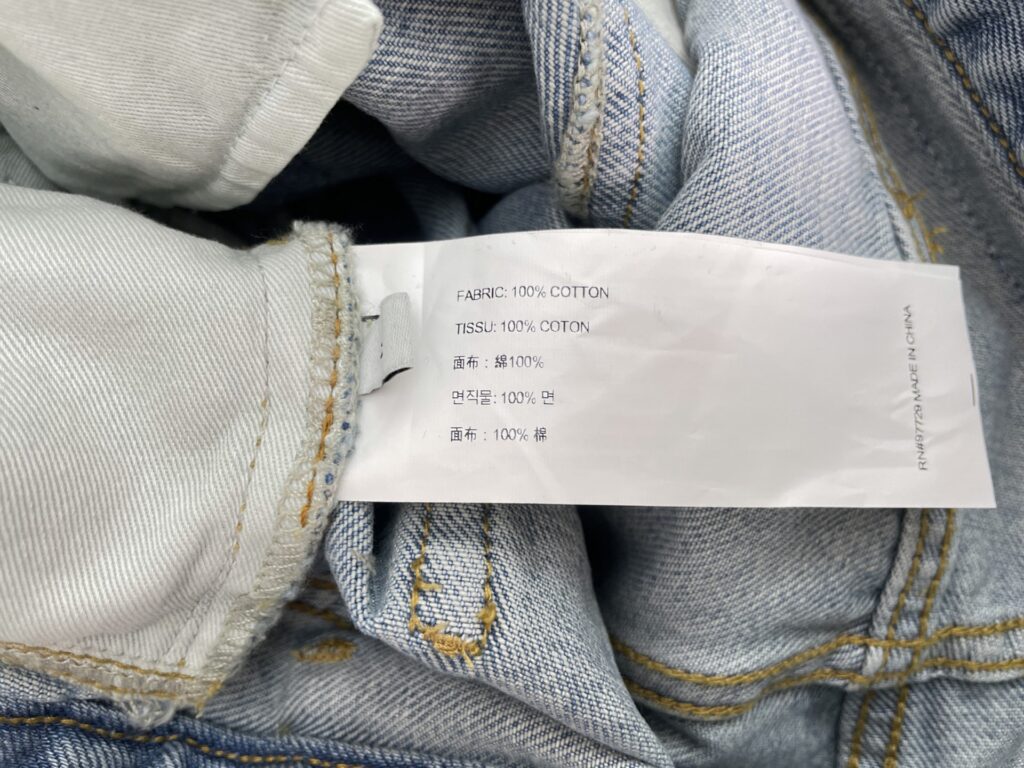 FABRIC: 100% COTTON
TISSU: 100% COTON
面布：綿100%
면직물: 100% 면
面布：100% 棉
RN#97729 MADE IN CHINA